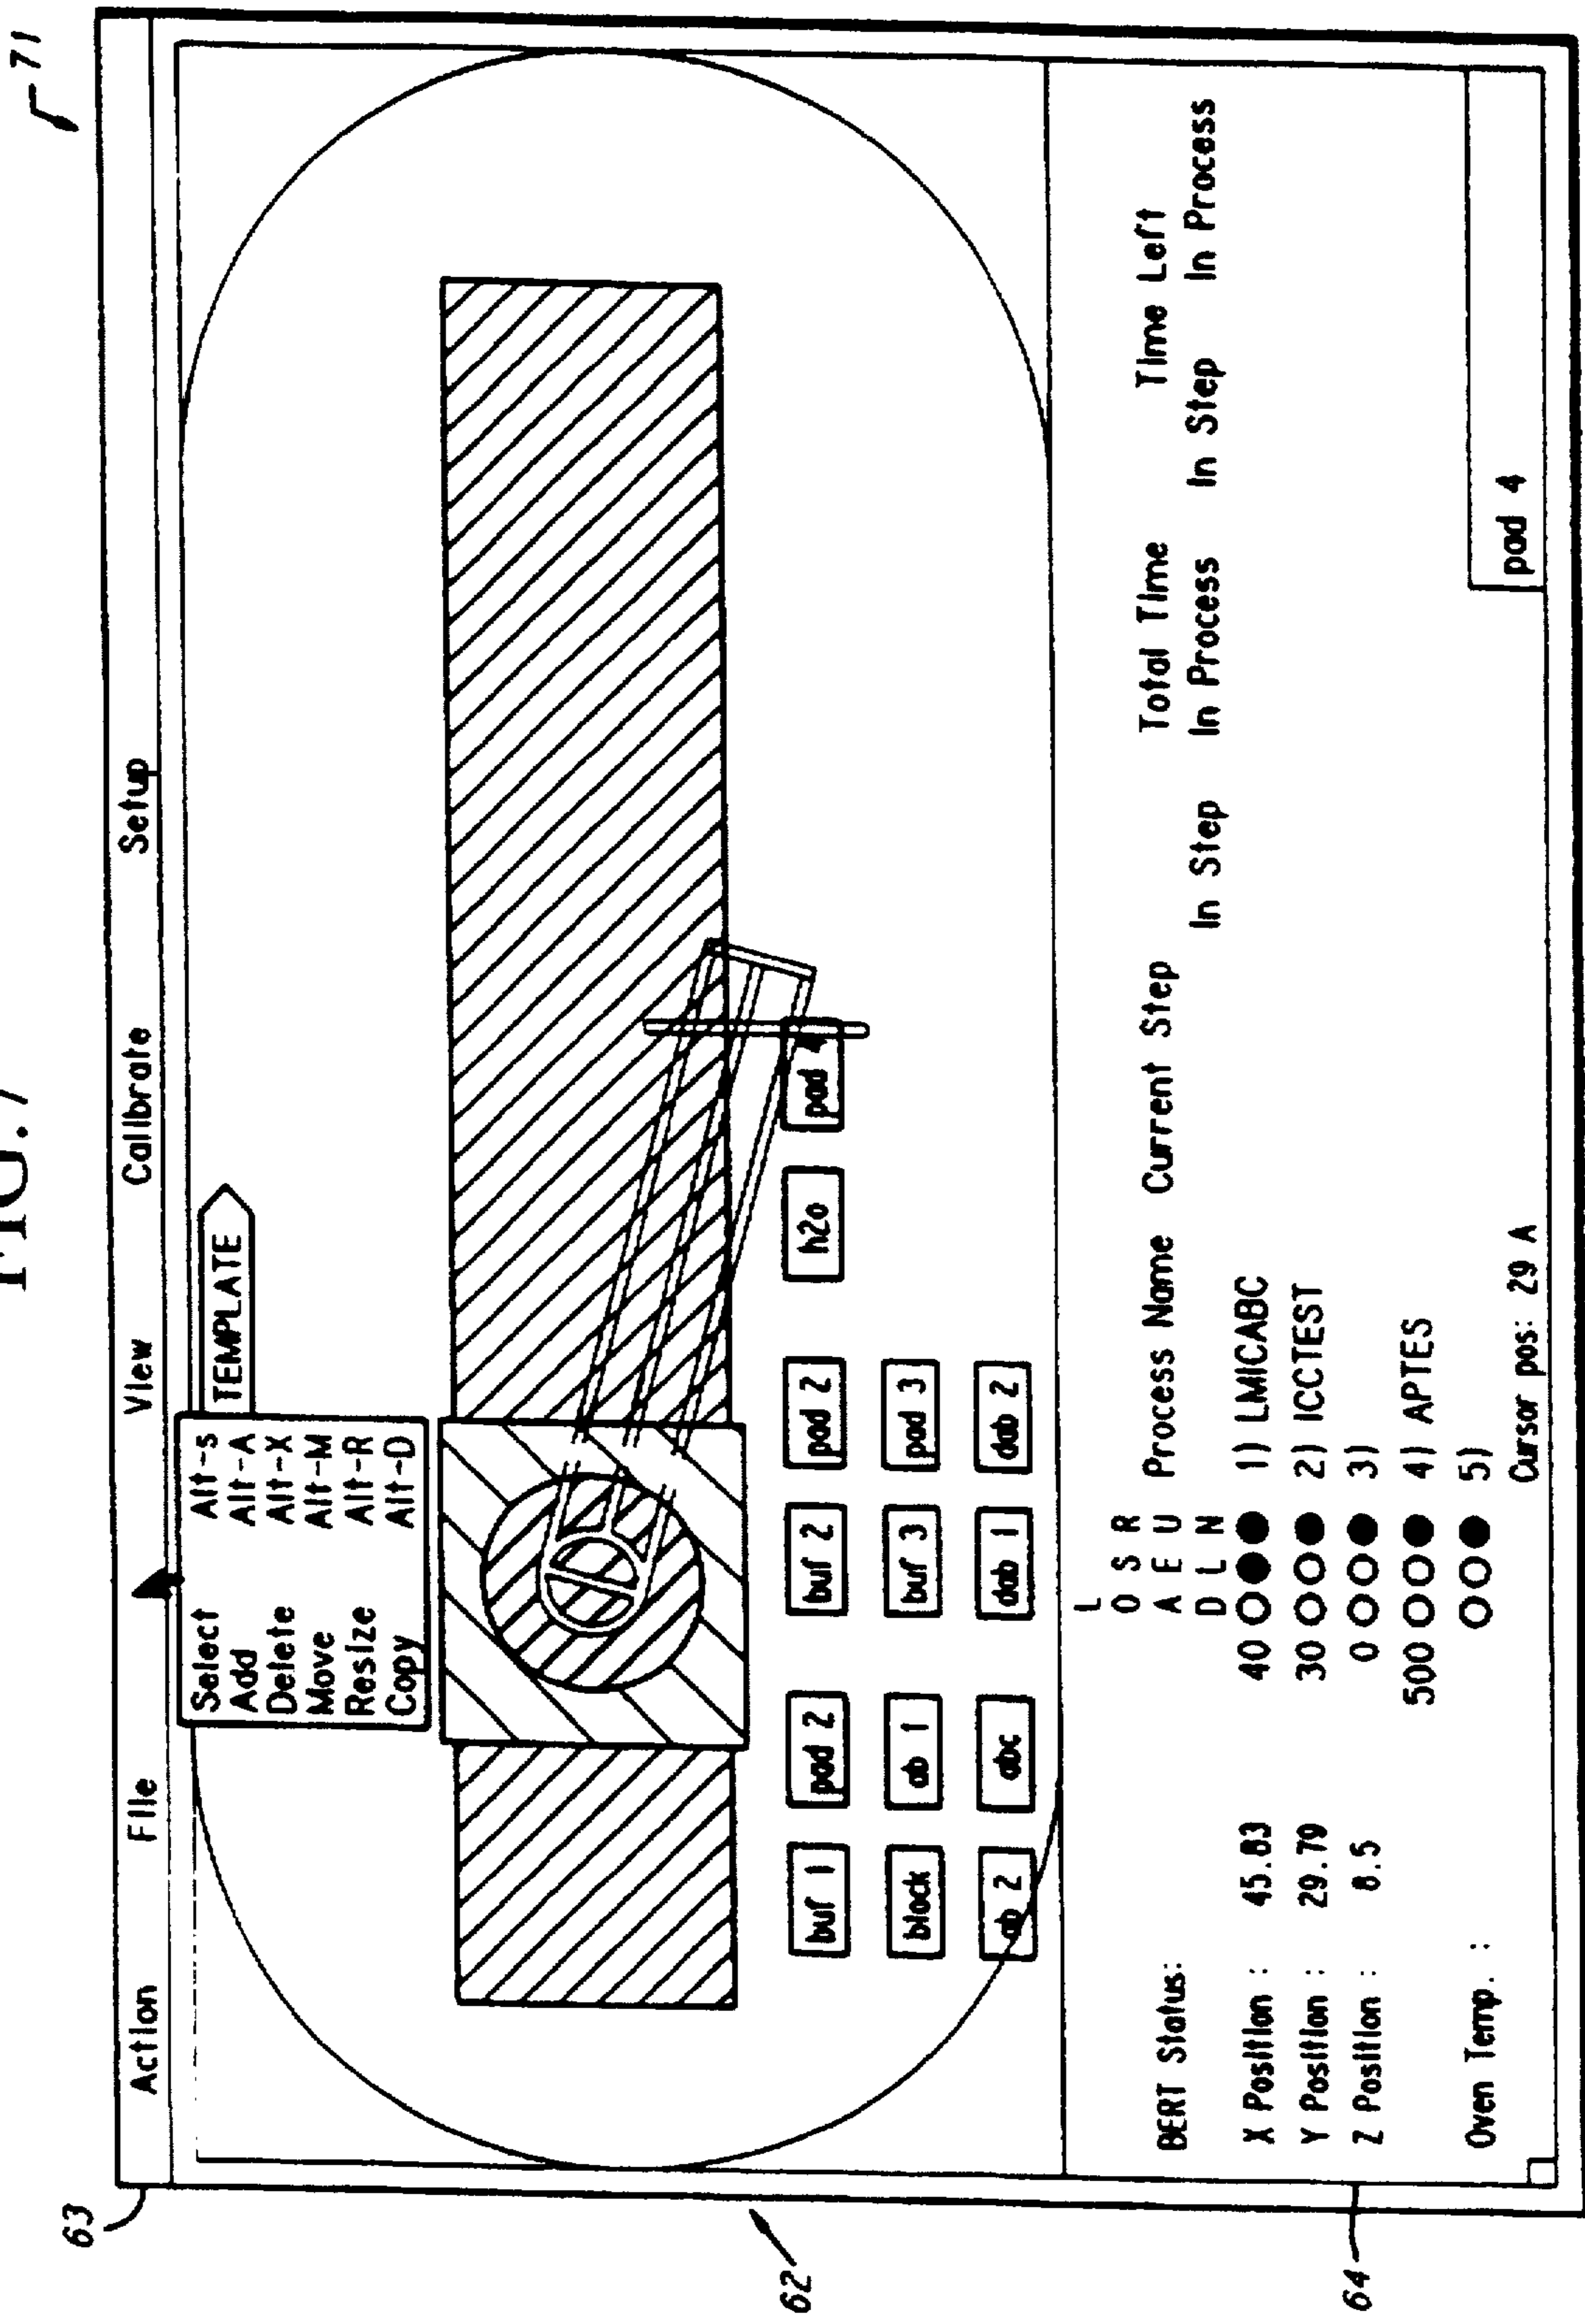 FIG. 7
71
63
Action File View Calibrate Setup
Select Alt-s
Add Alt-A
Delete Alt-X
Move Alt-M
Resize Alt-R
Copy Alt-D
TEMPLATE
62
buf 1 pad 2 buf 2 pad 2 h2o pad 4
block ab 1 buf 3 pad 3
ab 2 abc dab 1 dab 2
L
O S R
A E U
D L N
BERT Status: Process Name Current Step Total Time Time Left
In Step In Process In Step In Process
X Position : 45.83 40 1) LMICABC
Y Position : 29.79 30 2) ICCTEST
Z Position : 8.5 0 3)
500 4) APTES
Oven Temp. : 5)
Cursor pos: 29 A pad 4
64